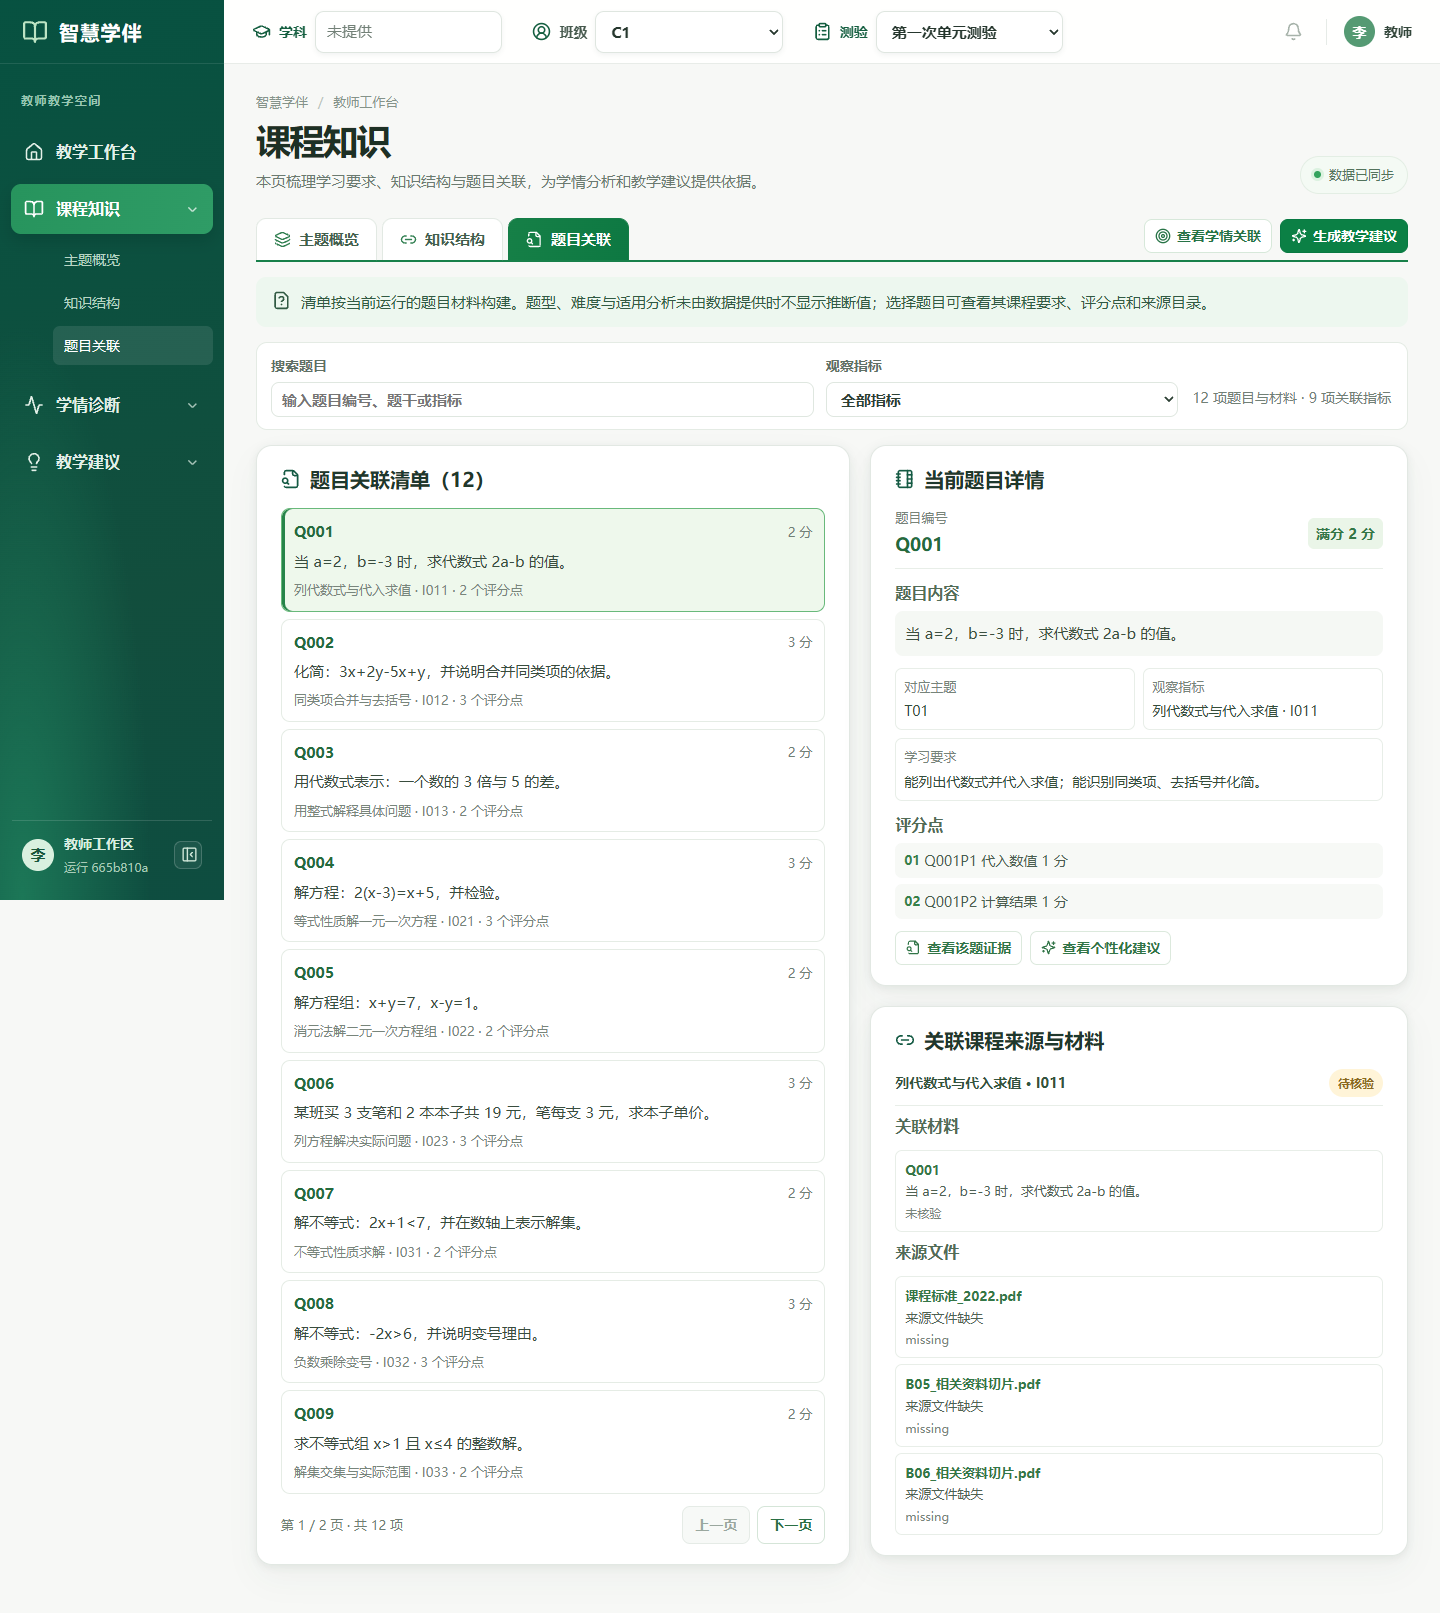 智慧学伴
教师教学空间
教学工作台
课程知识
主题概览
知识结构
题目关联
学情诊断
教学建议
李
教师工作区
运行 665b810a
学科
未提供
班级
C1
测验
第一次单元测验
李
教师
智慧学伴 / 教师工作台
课程知识
本页梳理学习要求、知识结构与题目关联，为学情分析和教学建议提供依据。
数据已同步
主题概览
知识结构
题目关联
查看学情关联
生成教学建议
清单按当前运行的题目材料构建。题型、难度与适用分析未由数据提供时不显示推断值；选择题目可查看其课程要求、评分点和来源目录。
搜索题目
输入题目编号、题干或指标
观察指标
全部指标
12 项题目与材料 · 9 项关联指标
题目关联清单（12）
Q001
2 分
当 a=2，b=-3 时，求代数式 2a-b 的值。
列代数式与代入求值 · I011 · 2 个评分点
Q002
3 分
化简：3x+2y-5x+y，并说明合并同类项的依据。
同类项合并与去括号 · I012 · 3 个评分点
Q003
2 分
用代数式表示：一个数的 3 倍与 5 的差。
用整式解释具体问题 · I013 · 2 个评分点
Q004
3 分
解方程：2(x-3)=x+5，并检验。
等式性质解一元一次方程 · I021 · 3 个评分点
Q005
2 分
解方程组：x+y=7，x-y=1。
消元法解二元一次方程组 · I022 · 2 个评分点
Q006
3 分
某班买 3 支笔和 2 本本子共 19 元，笔每支 3 元，求本子单价。
列方程解决实际问题 · I023 · 3 个评分点
Q007
2 分
解不等式：2x+1<7，并在数轴上表示解集。
不等式性质求解 · I031 · 2 个评分点
Q008
3 分
解不等式：-2x>6，并说明变号理由。
负数乘除变号 · I032 · 3 个评分点
Q009
2 分
求不等式组 x>1 且 x≤4 的整数解。
解集交集与实际范围 · I033 · 2 个评分点
第 1 / 2 页 · 共 12 项
上一页
下一页
当前题目详情
题目编号
Q001
满分 2 分
题目内容
当 a=2，b=-3 时，求代数式 2a-b 的值。
对应主题
T01
观察指标
列代数式与代入求值 · I011
学习要求
能列出代数式并代入求值；能识别同类项、去括号并化简。
评分点
01 Q001P1 代入数值 1 分
02 Q001P2 计算结果 1 分
查看该题证据
查看个性化建议
关联课程来源与材料
列代数式与代入求值 • I011
待核验
关联材料
Q001
当 a=2，b=-3 时，求代数式 2a-b 的值。
未核验
来源文件
课程标准_2022.pdf
来源文件缺失
missing
B05_相关资料切片.pdf
来源文件缺失
missing
B06_相关资料切片.pdf
来源文件缺失
missing